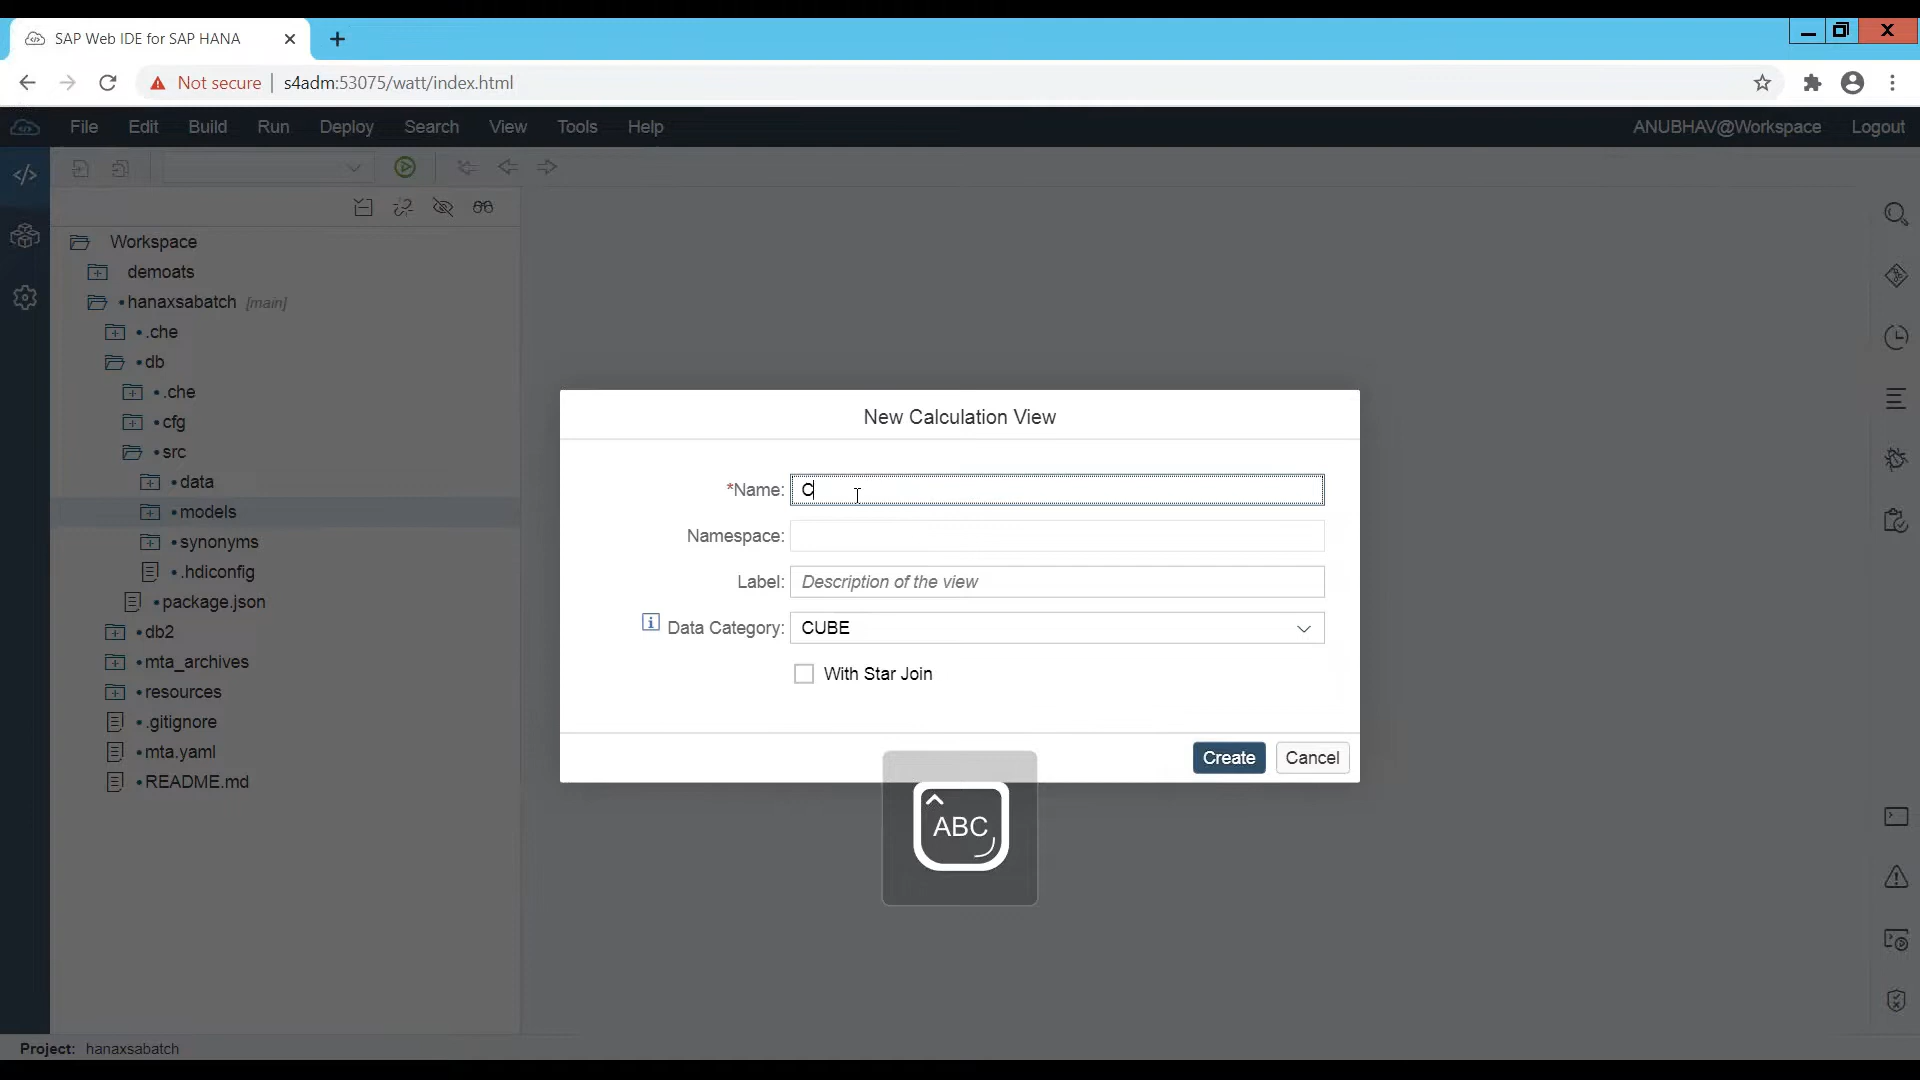 SAP Web IDE for SAP HANA
Not secure s4adm:53075/watt/index.html
File Edit Build Run Deploy Search View Tools Help ANUBHAV@Workspace Logout
Workspace
demoats
hanaxsabatch [main]
.che
db
.che
cfg
src
data
models
synonyms
.hdiconfig
package.json
db2
mta_archives
resources
.gitignore
mta.yaml
README.md
New Calculation View
*Name: C
Namespace:
Label: Description of the view
Data Category: CUBE
With Star Join
Create Cancel
ABC
Project: hanaxsabatch